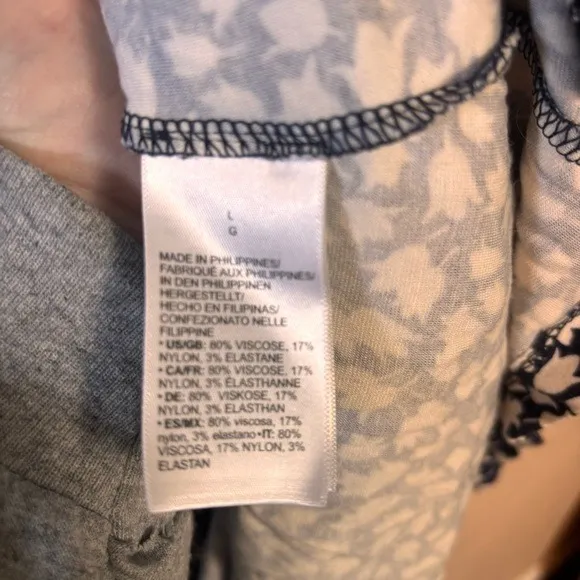 L
G
MADE IN PHILIPPINES/
FABRIQUÉ AUX PHILIPPINES/
IN DEN PHILIPPINEN
HERGESTELLT/
HECHO EN FILIPINAS/
CONFEZIONATO NELLE
FILIPPINE
• US/GB: 80% VISCOSE, 17%
NYLON, 3% ELASTANE
• CA/FR: 80% VISCOSE, 17%
NYLON, 3% ELASTHANNE
• DE: 80% VISKOSE, 17%
NYLON, 3% ELASTHAN
• ES/MX: 80% viscosa, 17%
nylon, 3% elastano•IT: 80%
VISCOSA, 17% NYLON, 3%
ELASTAN